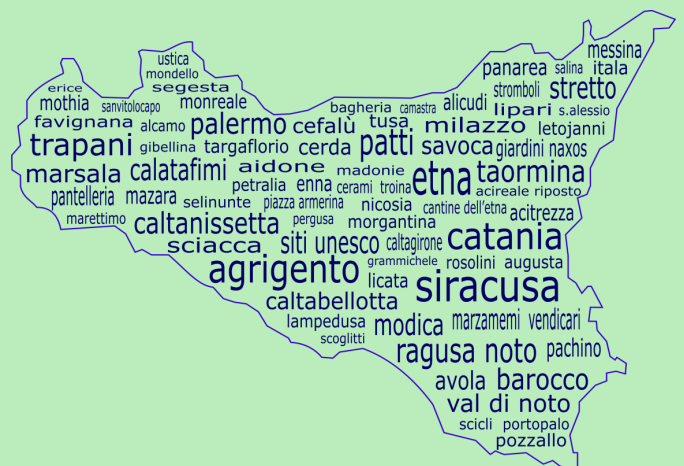 messina
ustica panarea salina itala
mondello
erice segesta stromboli stretto
mothia sanvitolocapo monreale bagheria camastra alicudi lipari s.alessio
favignana alcamo palermo cefalù tusa milazzo letojanni
trapani gibellina targaflorio cerda patti savoca giardini naxos
marsala calatafimi aidone madonie etna taormina
pantelleria mazara selinunte petralia enna cerami troina acireale riposto
marettimo caltanissetta piazza armerina pergusa nicosia morgantina cantine dell'etna acitrezza
sciacca siti unesco caltagirone catania
agrigento grammichele rosolini augusta
licata siracusa
caltabellotta
lampedusa modica marzamemi vendicari
scoglitti
ragusa noto pachino
avola barocco
val di noto
scicli portopalo
pozzallo